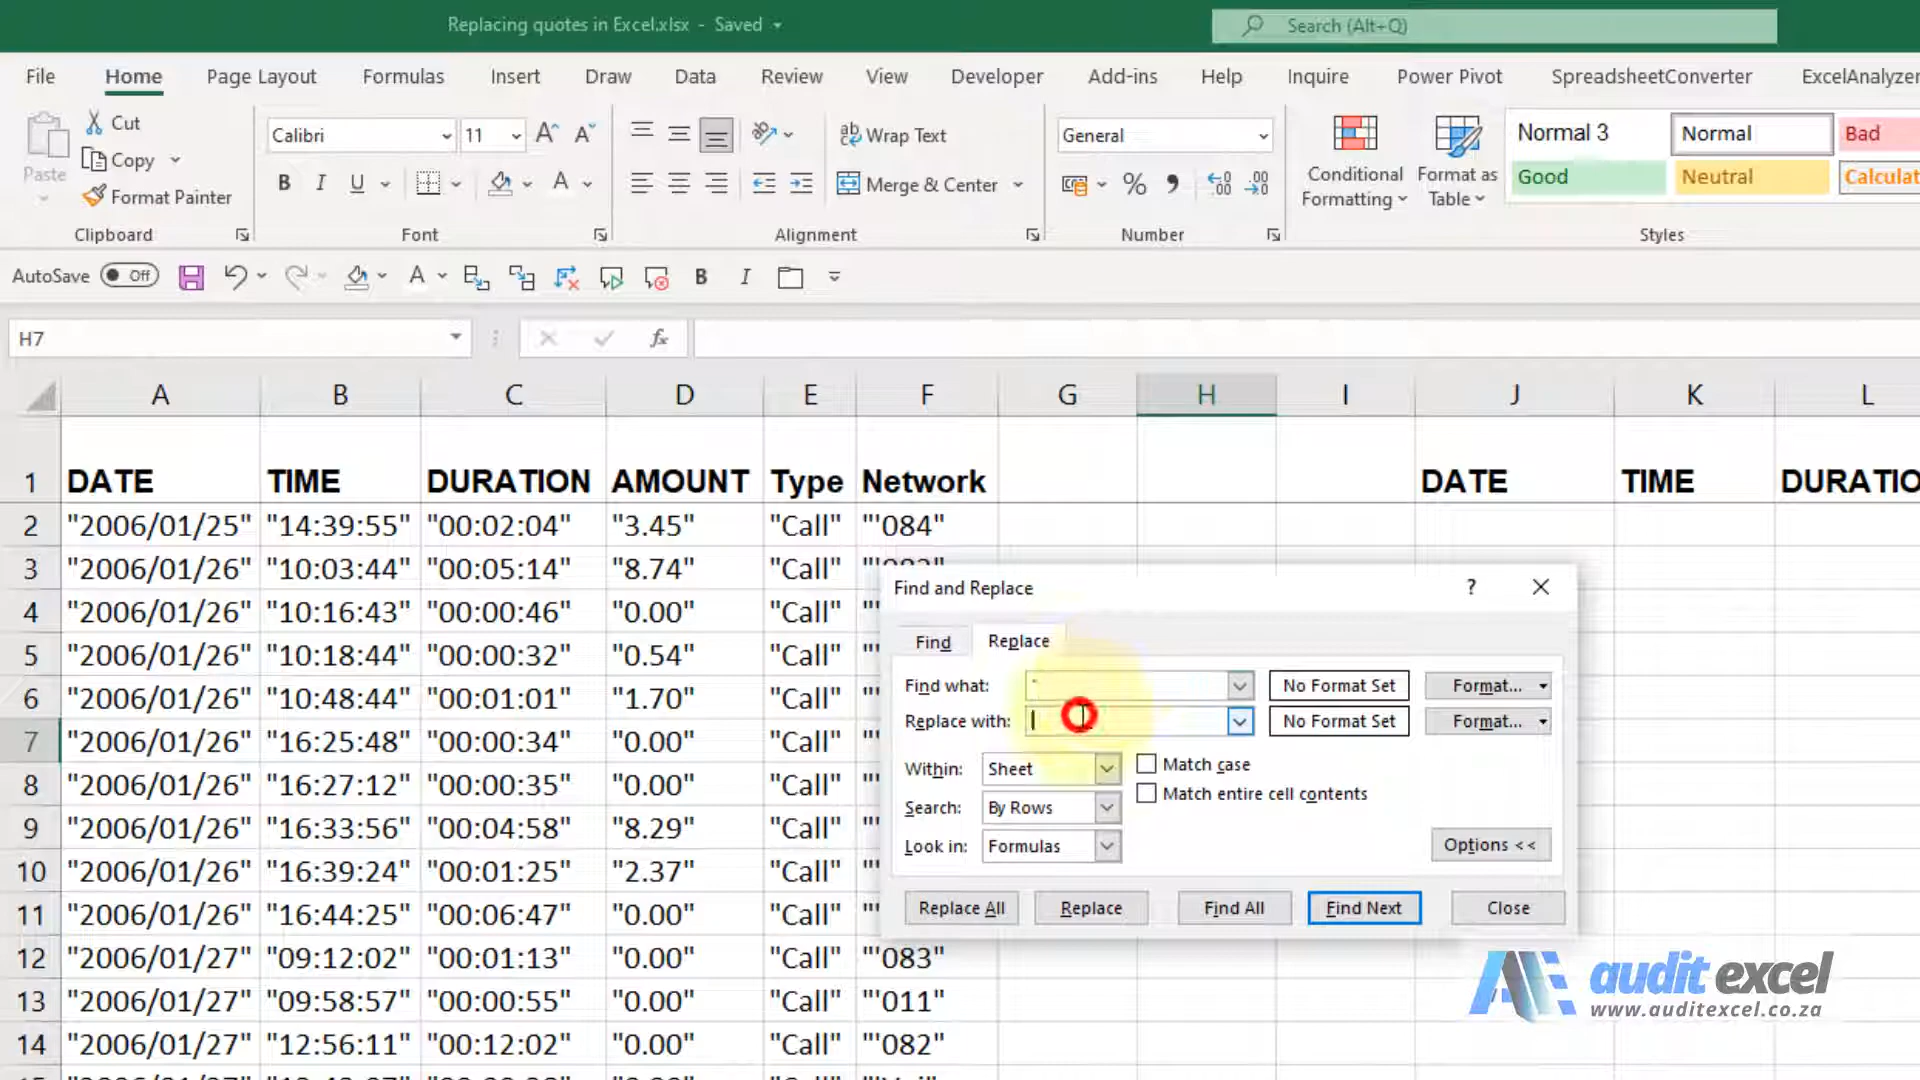 Replacing quotes in Excel.xlsx - Saved
Search (Alt+Q)
File Home Page Layout Formulas Insert Draw Data Review View Developer Add-ins Help Inquire Power Pivot SpreadsheetConverter ExcelAnalyzer
Paste Cut Copy Format Painter
Calibri 11
Wrap Text
Merge & Center
General
Conditional Formatting
Format as Table
Normal 3 Normal Bad
Good Neutral Calculat
Clipboard Font Alignment Number Styles
AutoSave Off
H7 fx
A B C D E F G H I J K L
1 DATE TIME DURATION AMOUNT Type Network DATE TIME DURATIO
2 "2006/01/25" "14:39:55" "00:02:04" "3.45" "Call" "'084"
3 "2006/01/26" "10:03:44" "00:05:14" "8.74" "Call"
4 "2006/01/26" "10:16:43" "00:00:46" "0.00" "Call"
5 "2006/01/26" "10:18:44" "00:00:32" "0.54" "Call"
6 "2006/01/26" "10:48:44" "00:01:01" "1.70" "Call"
7 "2006/01/26" "16:25:48" "00:00:34" "0.00" "Call"
8 "2006/01/26" "16:27:12" "00:00:35" "0.00" "Call"
9 "2006/01/26" "16:33:56" "00:04:58" "8.29" "Call"
10 "2006/01/26" "16:39:24" "00:01:25" "2.37" "Call"
11 "2006/01/26" "16:44:25" "00:06:47" "0.00" "Call"
12 "2006/01/27" "09:12:02" "00:01:13" "0.00" "Call" "'083"
13 "2006/01/27" "09:58:57" "00:00:55" "0.00" "Call" "'011"
14 "2006/01/27" "12:56:11" "00:12:02" "0.00" "Call" "'082"
Find and Replace ?
Find Replace
Find what: " No Format Set Format...
Replace with: No Format Set Format...
Within: Sheet Match case
Match entire cell contents
Search: By Rows
Look in: Formulas Options <<
Replace All Replace Find All Find Next Close
audit excel
www.auditexcel.co.za